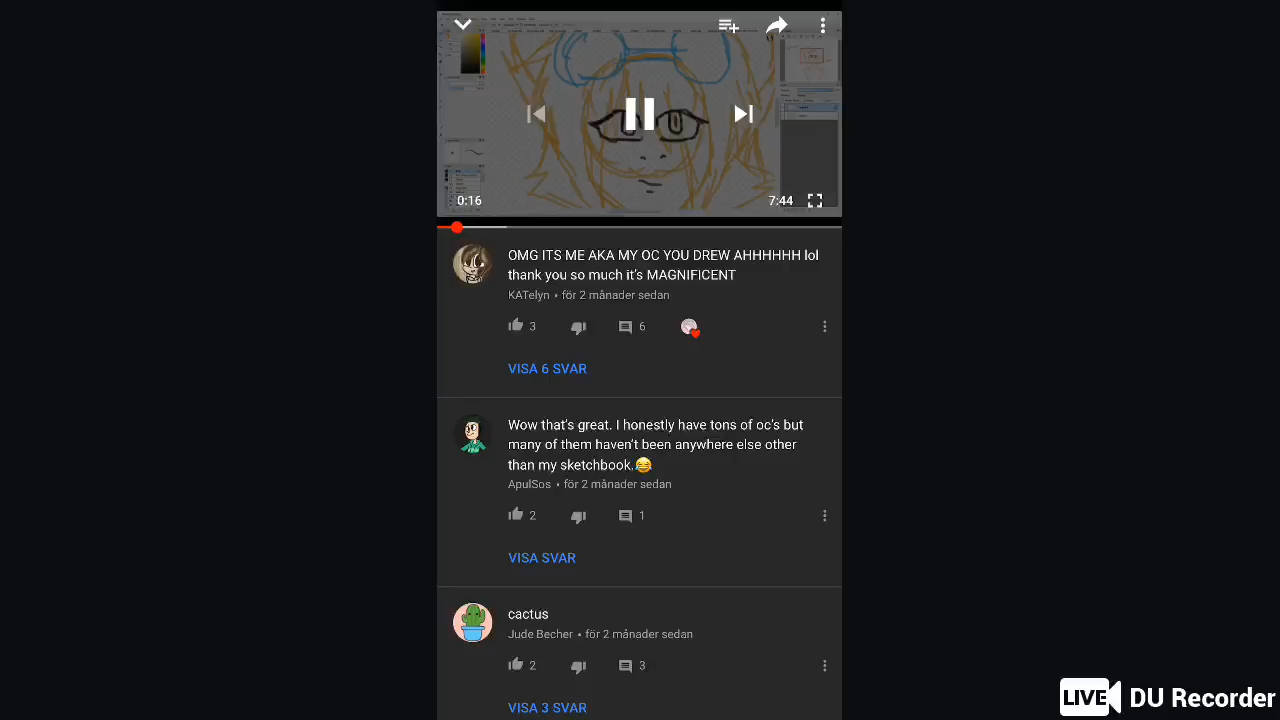 0:16
7:44
OMG ITS ME AKA MY OC YOU DREW AHHHHHH lol
thank you so much it's MAGNIFICENT
KATelyn • för 2 månader sedan
3
6
VISA 6 SVAR
Wow that's great. I honestly have tons of oc's but
many of them haven't been anywhere else other
than my sketchbook..😂
ApulSos • för 2 månader sedan
2
1
VISA SVAR
cactus
Jude Becher • för 2 månader sedan
2
3
VISA 3 SVAR
LIVE DU Recorder